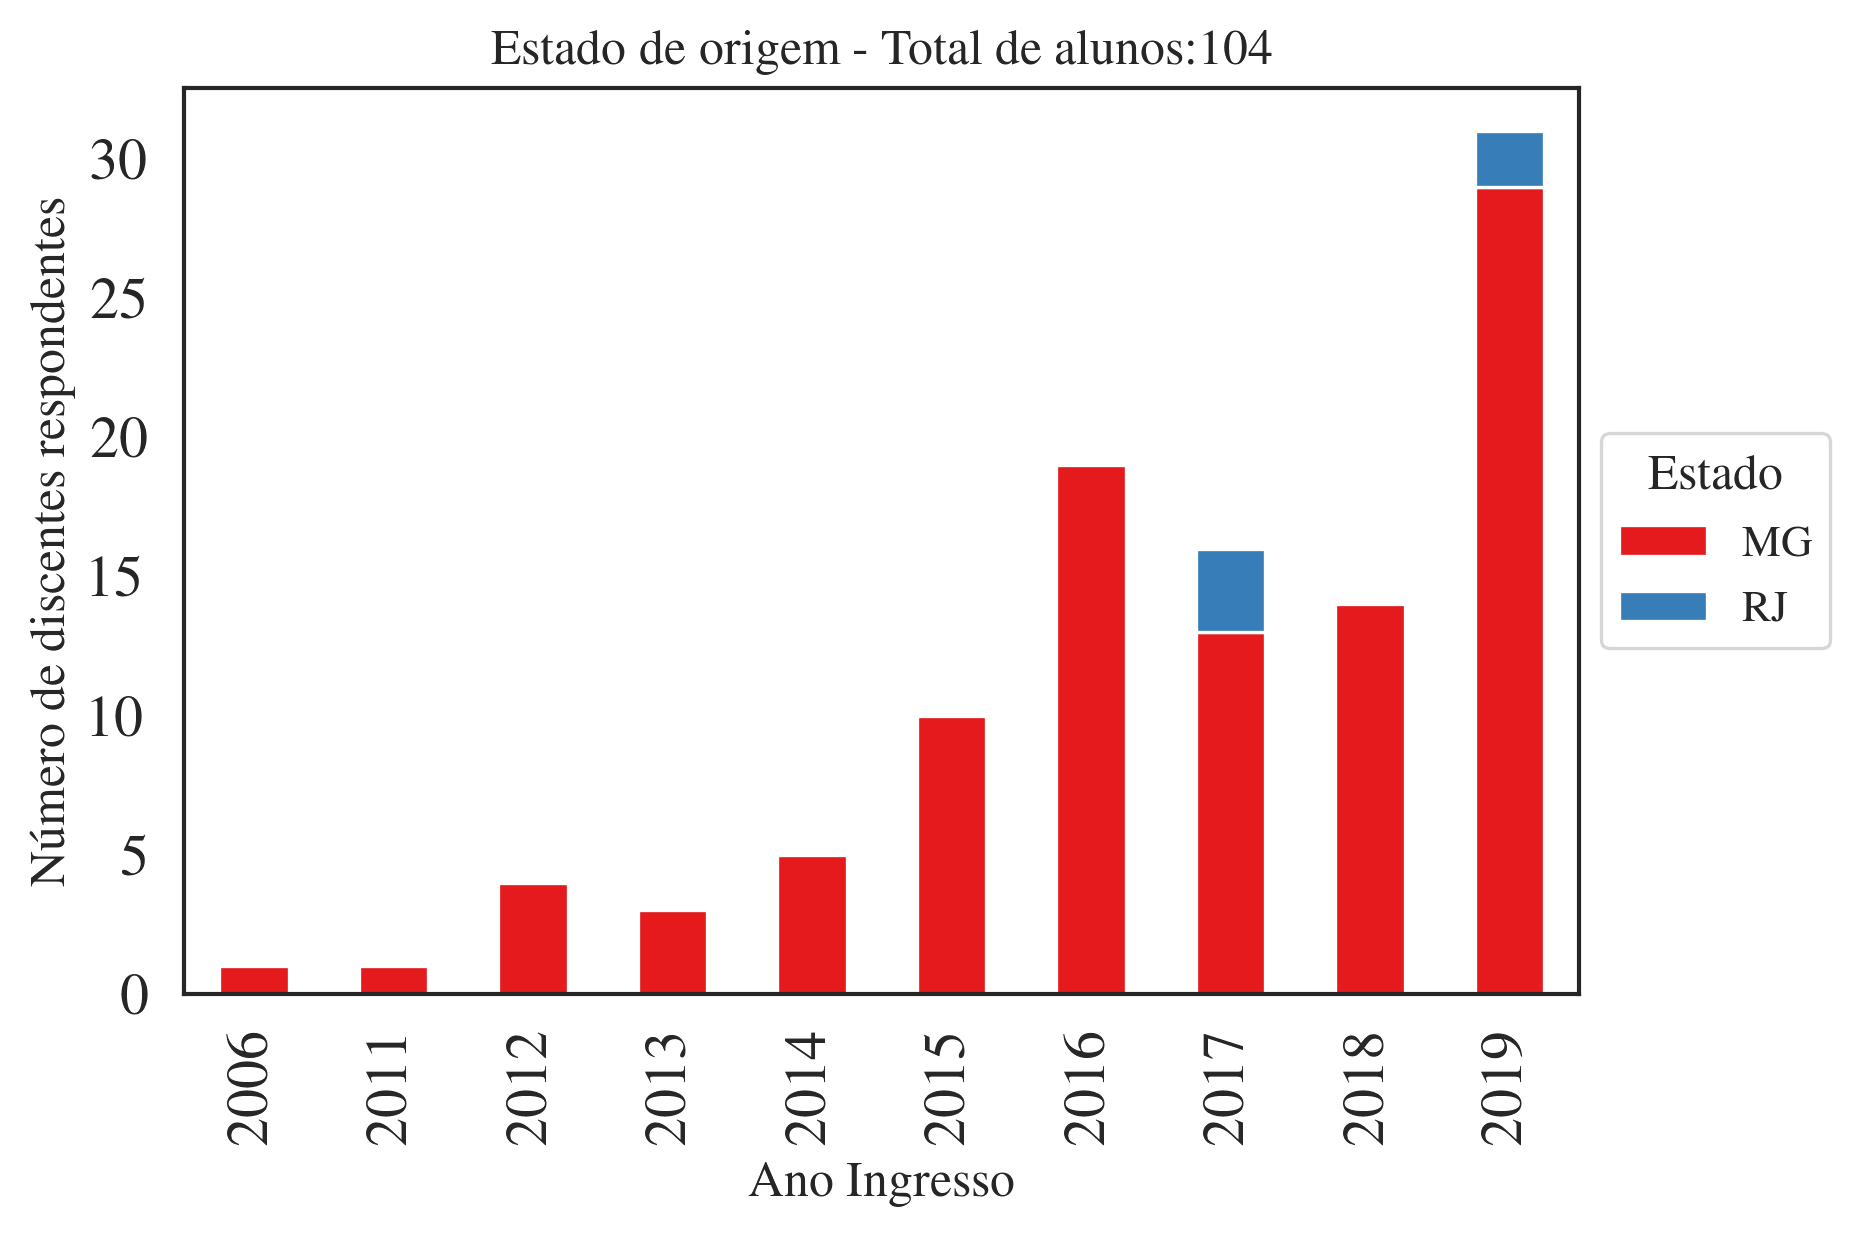 Estado de origem - Total de alunos:104
Número de discentes respondentes
30
25
20
15
10
5
0
2006
2011
2012
2013
2014
2015
2016
2017
2018
2019
Ano Ingresso
Estado
MG
RJ